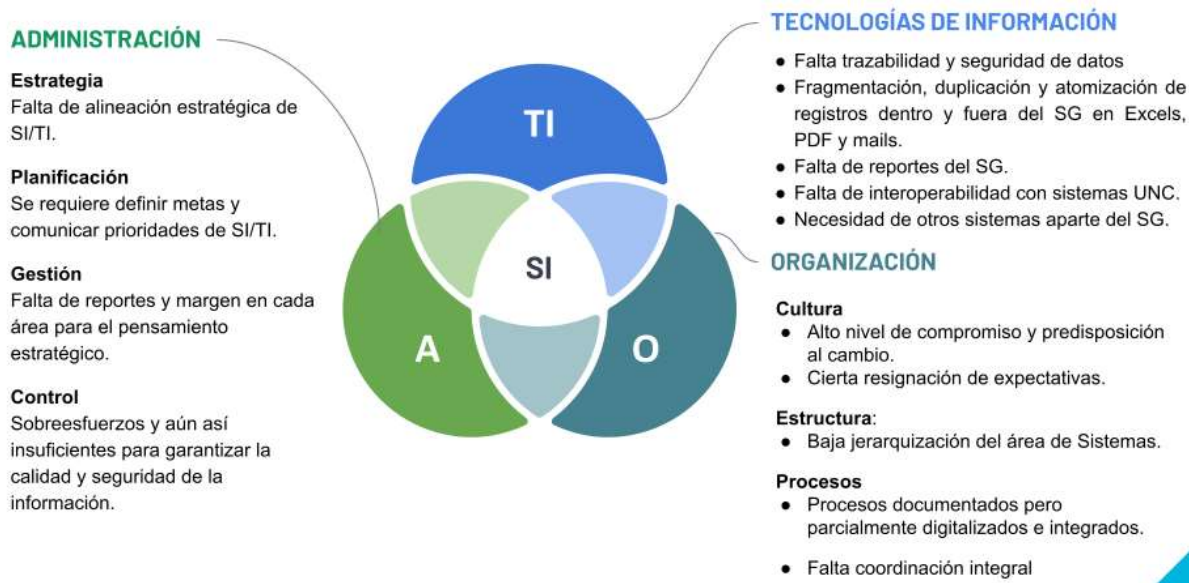 ADMINISTRACIÓN
Estrategia
Falta de alineación estratégica de
SI/TI.
Planificación
Se requiere definir metas y
comunicar prioridades de SI/TI.
Gestión
Falta de reportes y margen en cada
área para el pensamiento
estratégico.
Control
Sobreesfuerzos y aún así
insuficientes para garantizar la
calidad y seguridad de la
información.
TI
SI
A
O
TECNOLOGÍAS DE INFORMACIÓN
● Falta trazabilidad y seguridad de datos
● Fragmentación, duplicación y atomización de
registros dentro y fuera del SG en Excels,
PDF y mails.
● Falta de reportes del SG.
● Falta de interoperabilidad con sistemas UNC.
● Necesidad de otros sistemas aparte del SG.
ORGANIZACIÓN
Cultura
● Alto nivel de compromiso y predisposición
al cambio.
● Cierta resignación de expectativas.
Estructura:
● Baja jerarquización del área de Sistemas.
Procesos
● Procesos documentados pero
parcialmente digitalizados e integrados.
● Falta coordinación integral